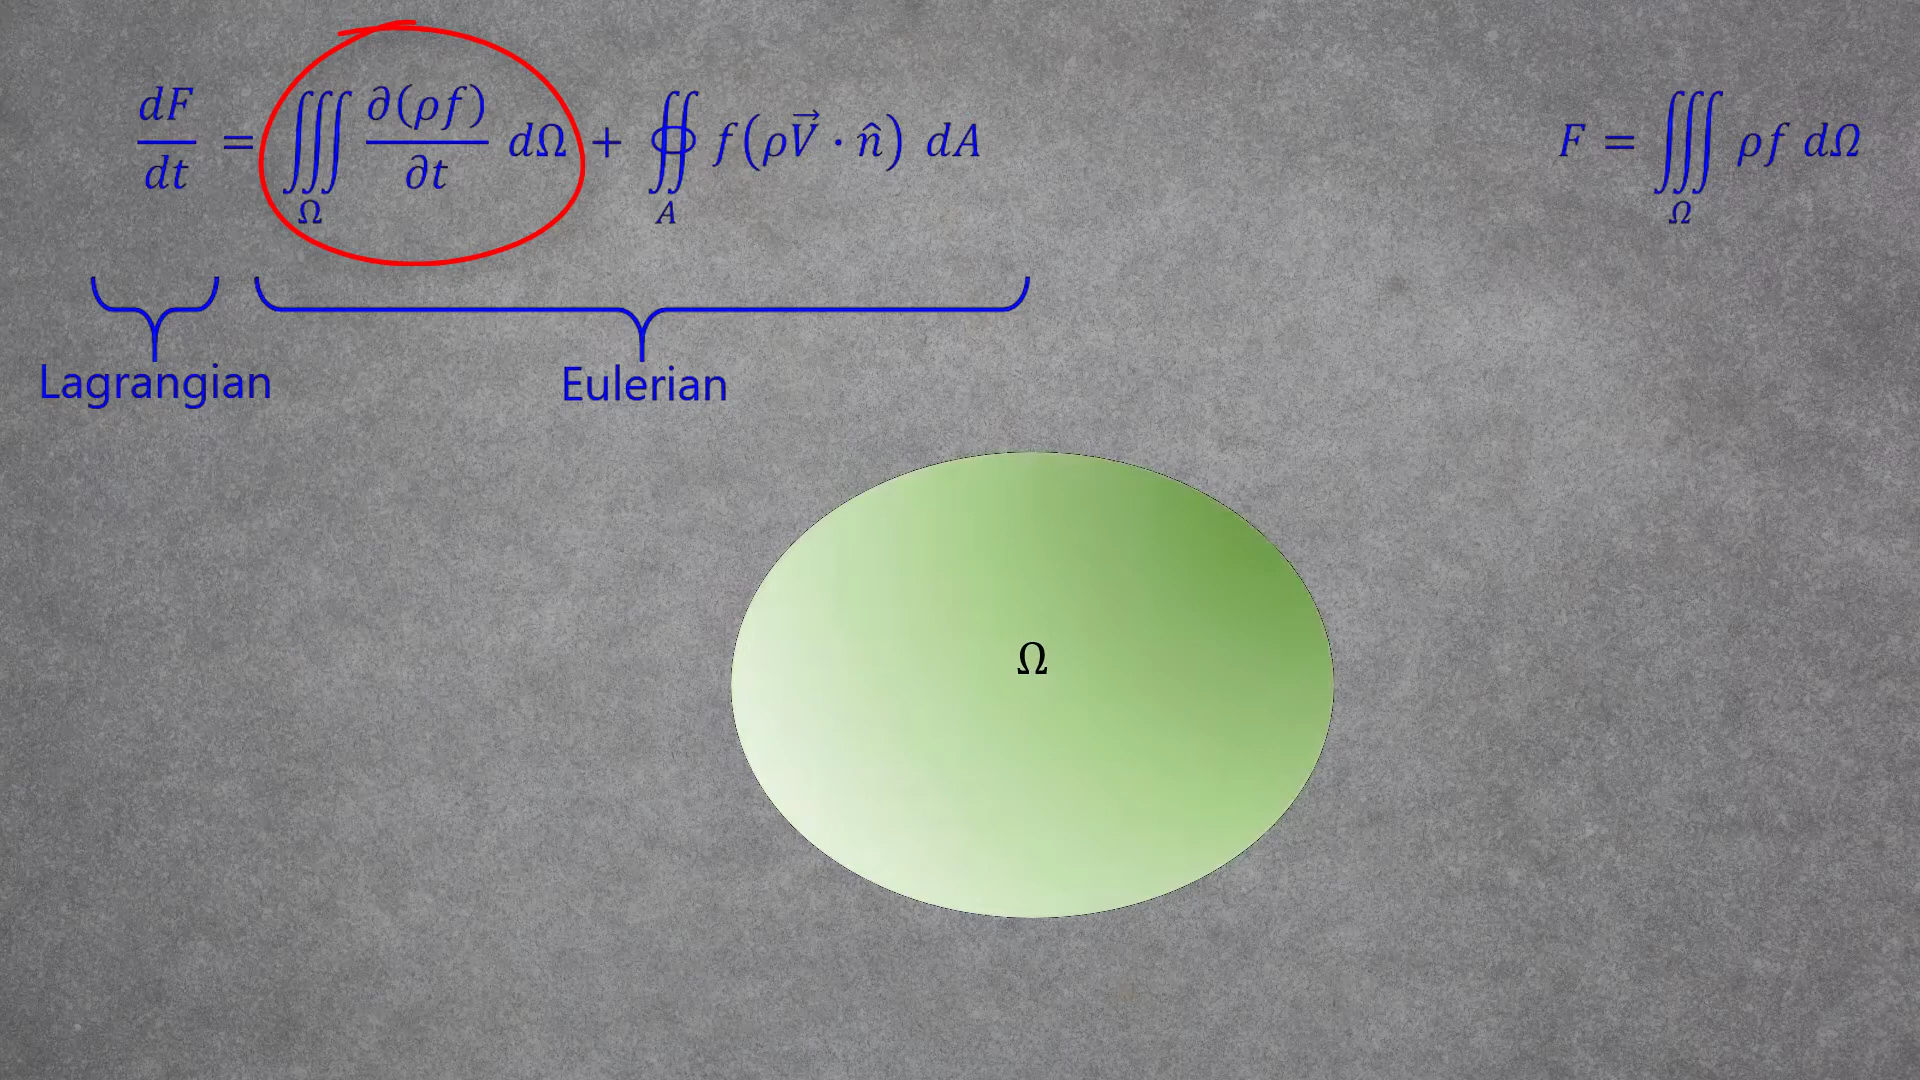 dF/dt = ∭_Ω ∂(ρf)/∂t dΩ + ∯_A f(ρV⃗ · n̂) dA
F = ∭_Ω ρf dΩ
Lagrangian
Eulerian
Ω